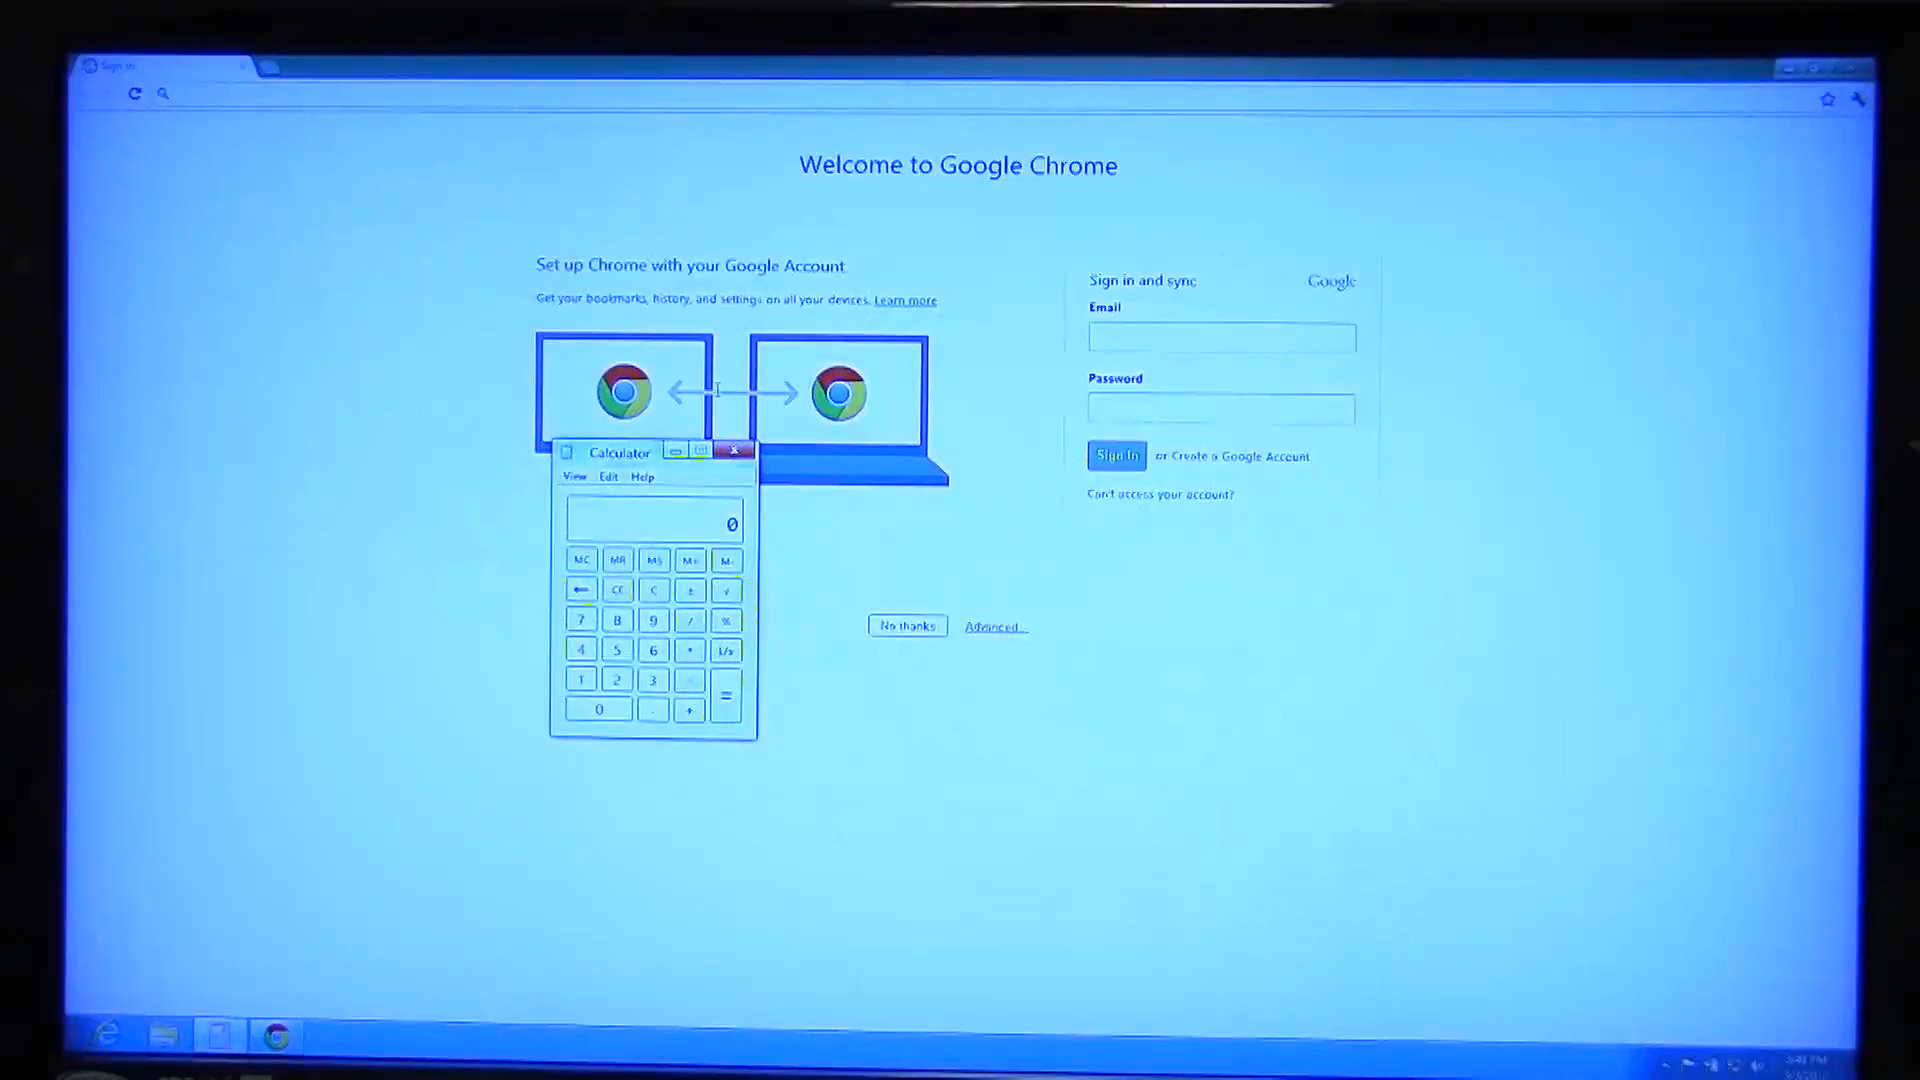 Sign in
Welcome to Google Chrome
Set up Chrome with your Google Account
Get your bookmarks, history, and settings on all your devices. Learn more
Sign in and sync
Google
Email
Password
Sign In or Create a Google Account
Can't access your account?
Calculator
View Edit Help
0
MC MR MS M+ M-
← CE C ± √
7 8 9 / %
4 5 6 * 1/x
1 2 3 - =
0 . +
No thanks Advanced...